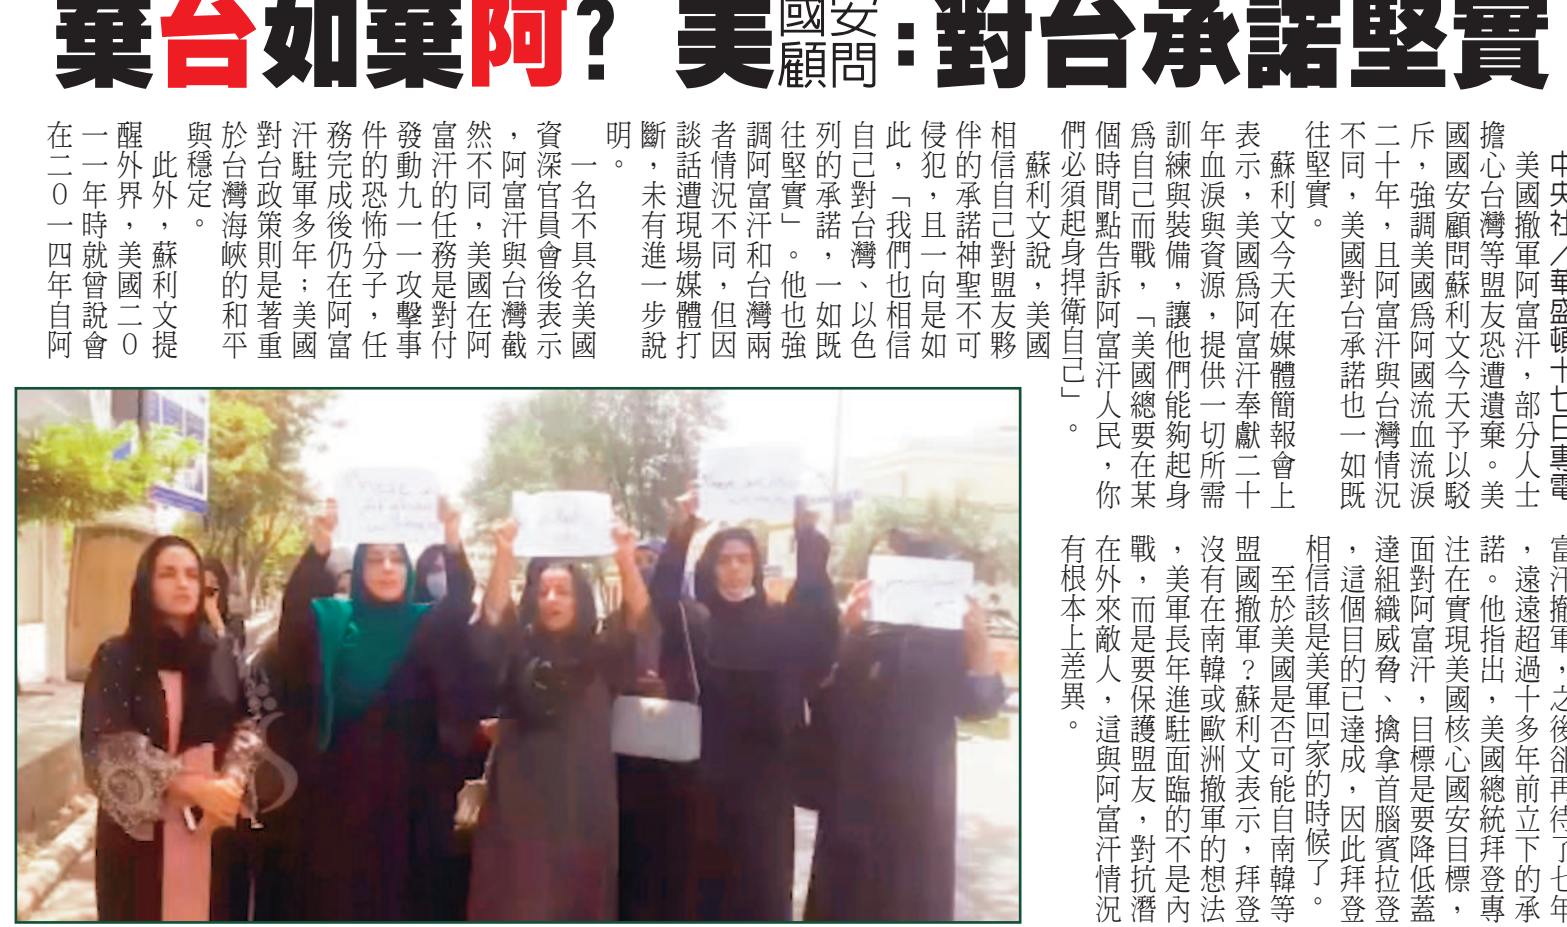 棄台如棄阿？ 美國安顧問：對台承諾堅實
中央社╱華盛頓十七日專電
美國撤軍阿富汗，部分人士
擔心台灣等盟友恐遭遺棄。美
國國安顧問蘇利文今天予以駁
斥，強調美國爲阿國流血流淚
二十年，且阿富汗與台灣情況
不同，美國對台承諾也一如既
往堅實。
蘇利文今天在媒體簡報會上
表示，美國爲阿富汗奉獻二十
年血淚與資源，提供一切所需
訓練與裝備，讓他們能夠起身
爲自己而戰，「美國總要在某
個時間點告訴阿富汗人民，你
們必須起身捍衛自己」。
蘇利文說，美國
相信自己對盟友夥
伴的承諾神聖不可
侵犯，且一向是如
此，「我們也相信
自己對台灣、以色
列的承諾，一如既
往堅實」。他也強
調阿富汗和台灣兩
者情況不同，但因
談話遭現場媒體打
斷，未有進一步說
明。
一名不具名美國
資深官員會後表示
，阿富汗與台灣截
然不同，美國在阿
富汗的任務是對付
發動九一一攻擊事
件的恐怖分子，任
務完成後仍在阿富
汗駐軍多年；美國
對台政策則是著重
於台灣海峽的和平
與穩定。
此外，蘇利文提
醒外界，美國二０
一一年時就曾說會
在二０一四年自阿
富汗撤軍，之後卻再待了七年
，遠遠超過十多年前立下的承
諾。他指出，美國總統拜登專
注在實現美國核心國安目標，
面對阿富汗，目標是要降低蓋
達組織威脅、擒拿首腦賓拉登
，這個目的已達成，因此拜登
相信該是美軍回家的時候了。
至於美國是否可能自南韓等
盟國撤軍？蘇利文表示，拜登
沒有在南韓或歐洲撤軍的想法
，美軍長年進駐面臨的不是內
戰，而是要保護盟友，對抗潛
在外來敵人，這與阿富汗情況
有根本上差異。